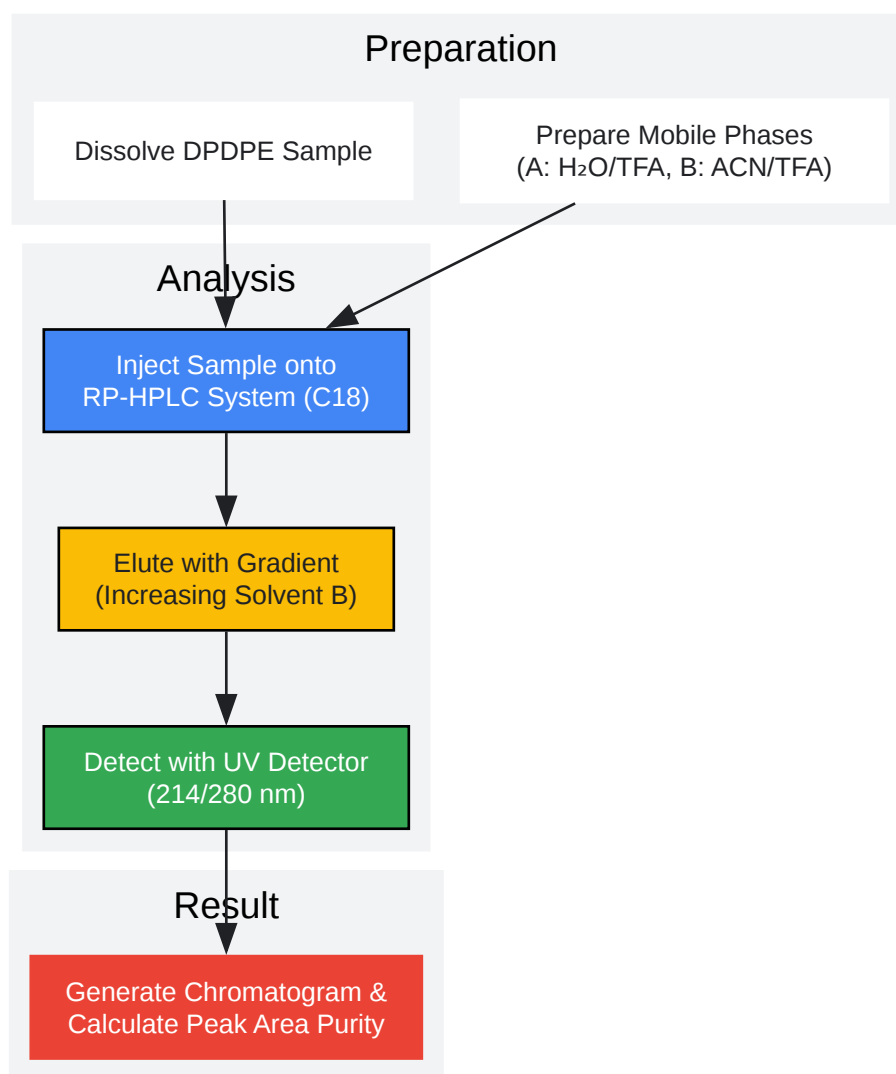 Preparation
Dissolve DPDPE Sample
Prepare Mobile Phases
(A: H₂O/TFA, B: ACN/TFA)
Analysis
Inject Sample onto
RP-HPLC System (C18)
Elute with Gradient
(Increasing Solvent B)
Detect with UV Detector
(214/280 nm)
Result
Generate Chromatogram &
Calculate Peak Area Purity